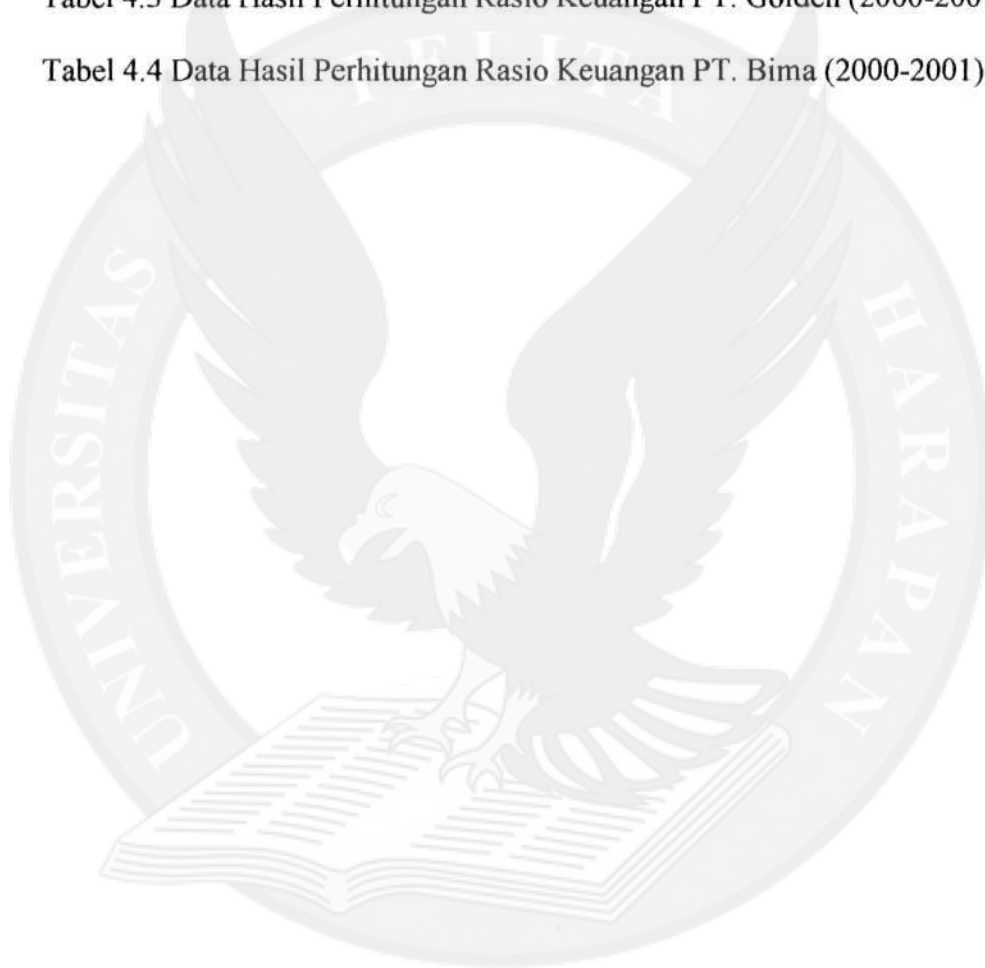 Tabel 4.3 Data Hasil Perhitungan Rasio Keuangan PT. Golden (2000-200
Tabel 4.4 Data Hasil Perhitungan Rasio Keuangan PT. Bima (2000-2001)
UNIVERSITAS PELITA HARAPAN